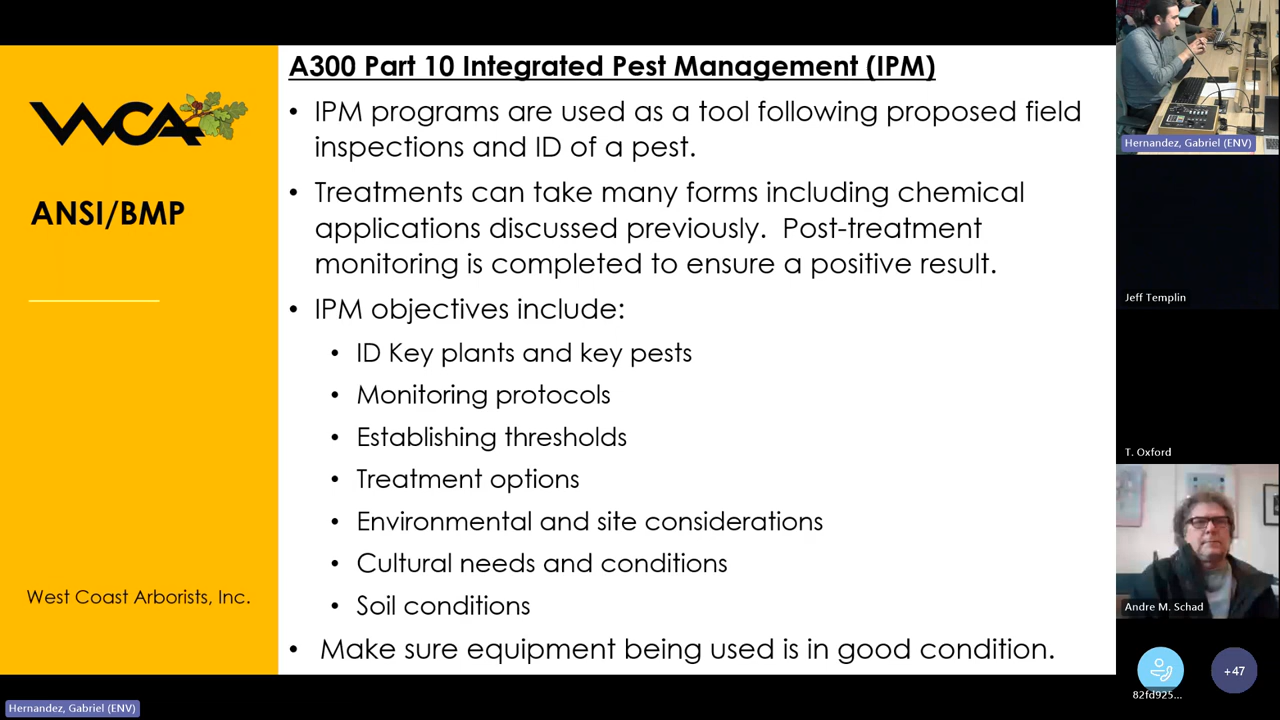 WCA
ANSI/BMP
West Coast Arborists, Inc.
A300 Part 10 Integrated Pest Management (IPM)
• IPM programs are used as a tool following proposed field
inspections and ID of a pest.
• Treatments can take many forms including chemical
applications discussed previously.  Post-treatment
monitoring is completed to ensure a positive result.
• IPM objectives include:
• ID Key plants and key pests
• Monitoring protocols
• Establishing thresholds
• Treatment options
• Environmental and site considerations
• Cultural needs and conditions
• Soil conditions
• Make sure equipment being used is in good condition.
Hernandez, Gabriel (ENV)
Jeff Templin
T. Oxford
Andre M. Schad
82fd925...
+47
Hernandez, Gabriel (ENV)